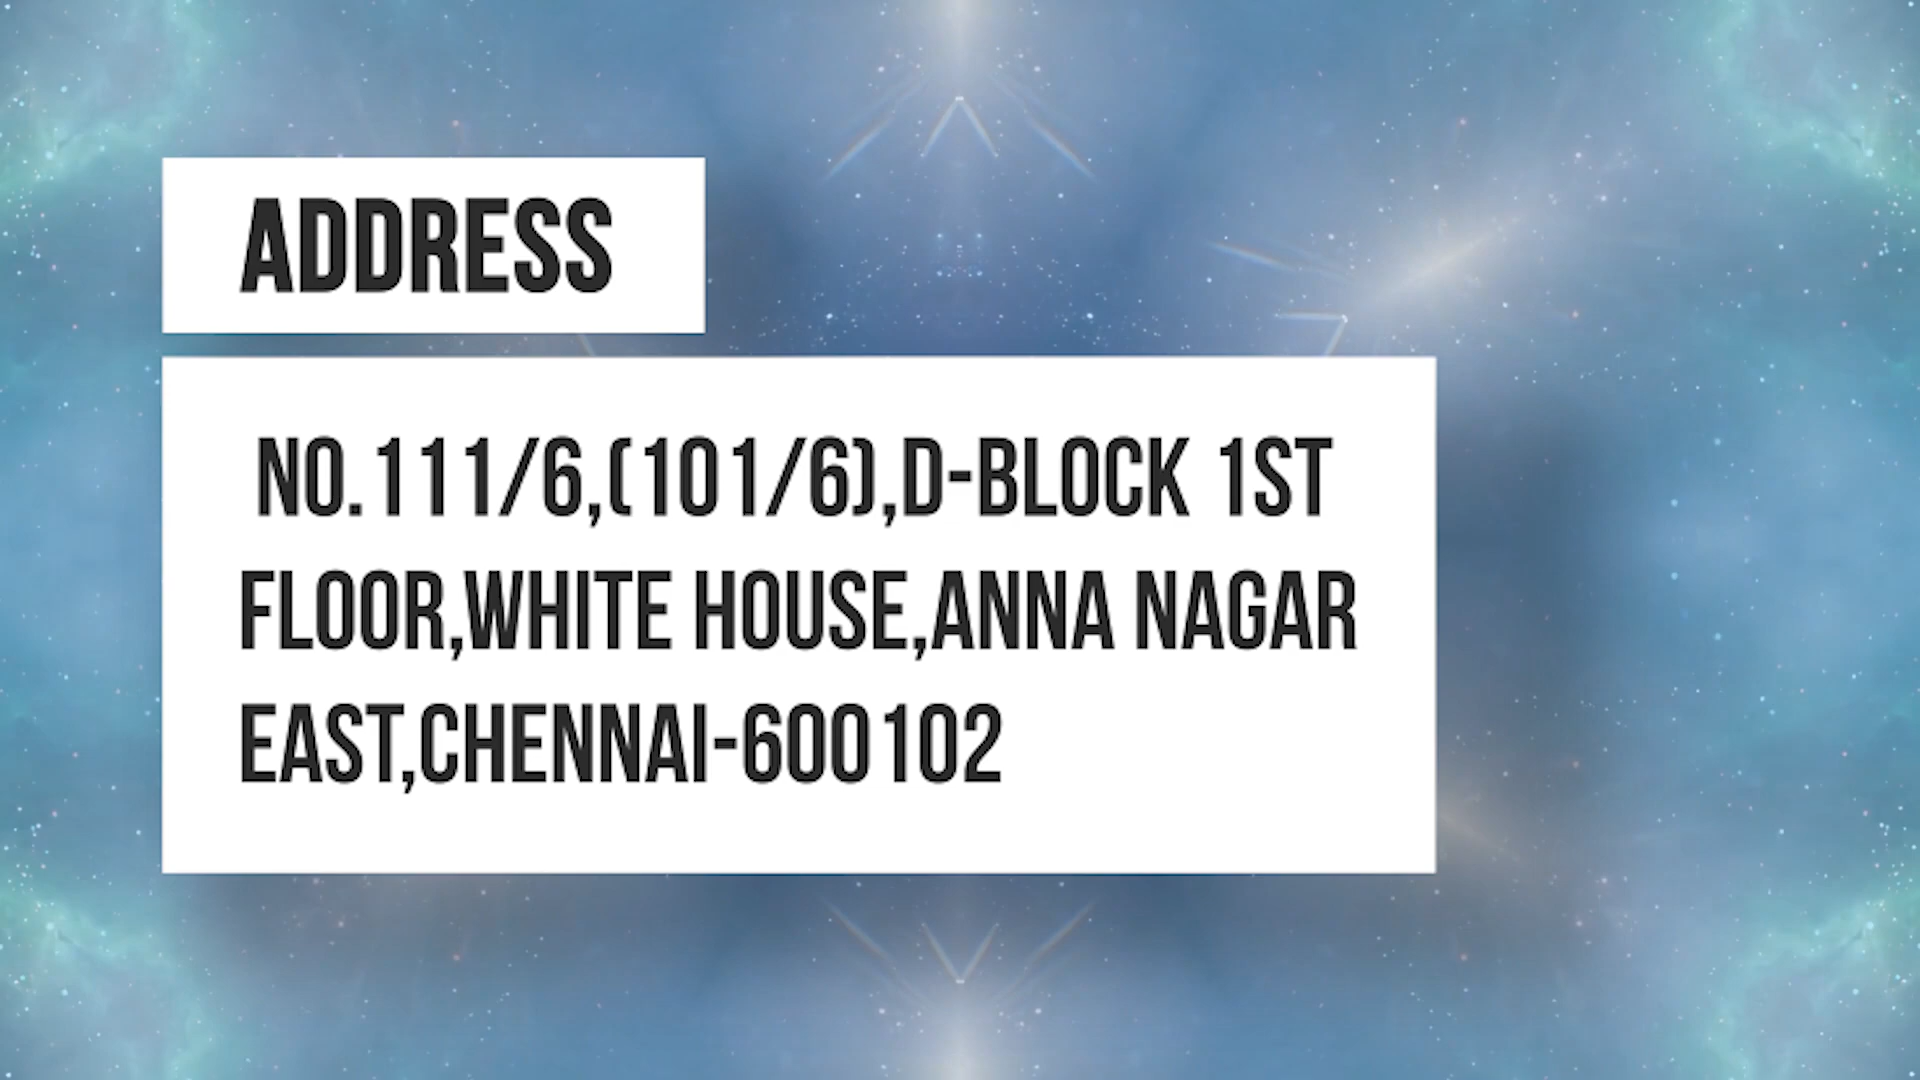 ADDRESS
NO.111/6,(101/6),D-BLOCK 1ST
FLOOR,WHITE HOUSE,ANNA NAGAR
EAST,CHENNAI-600102